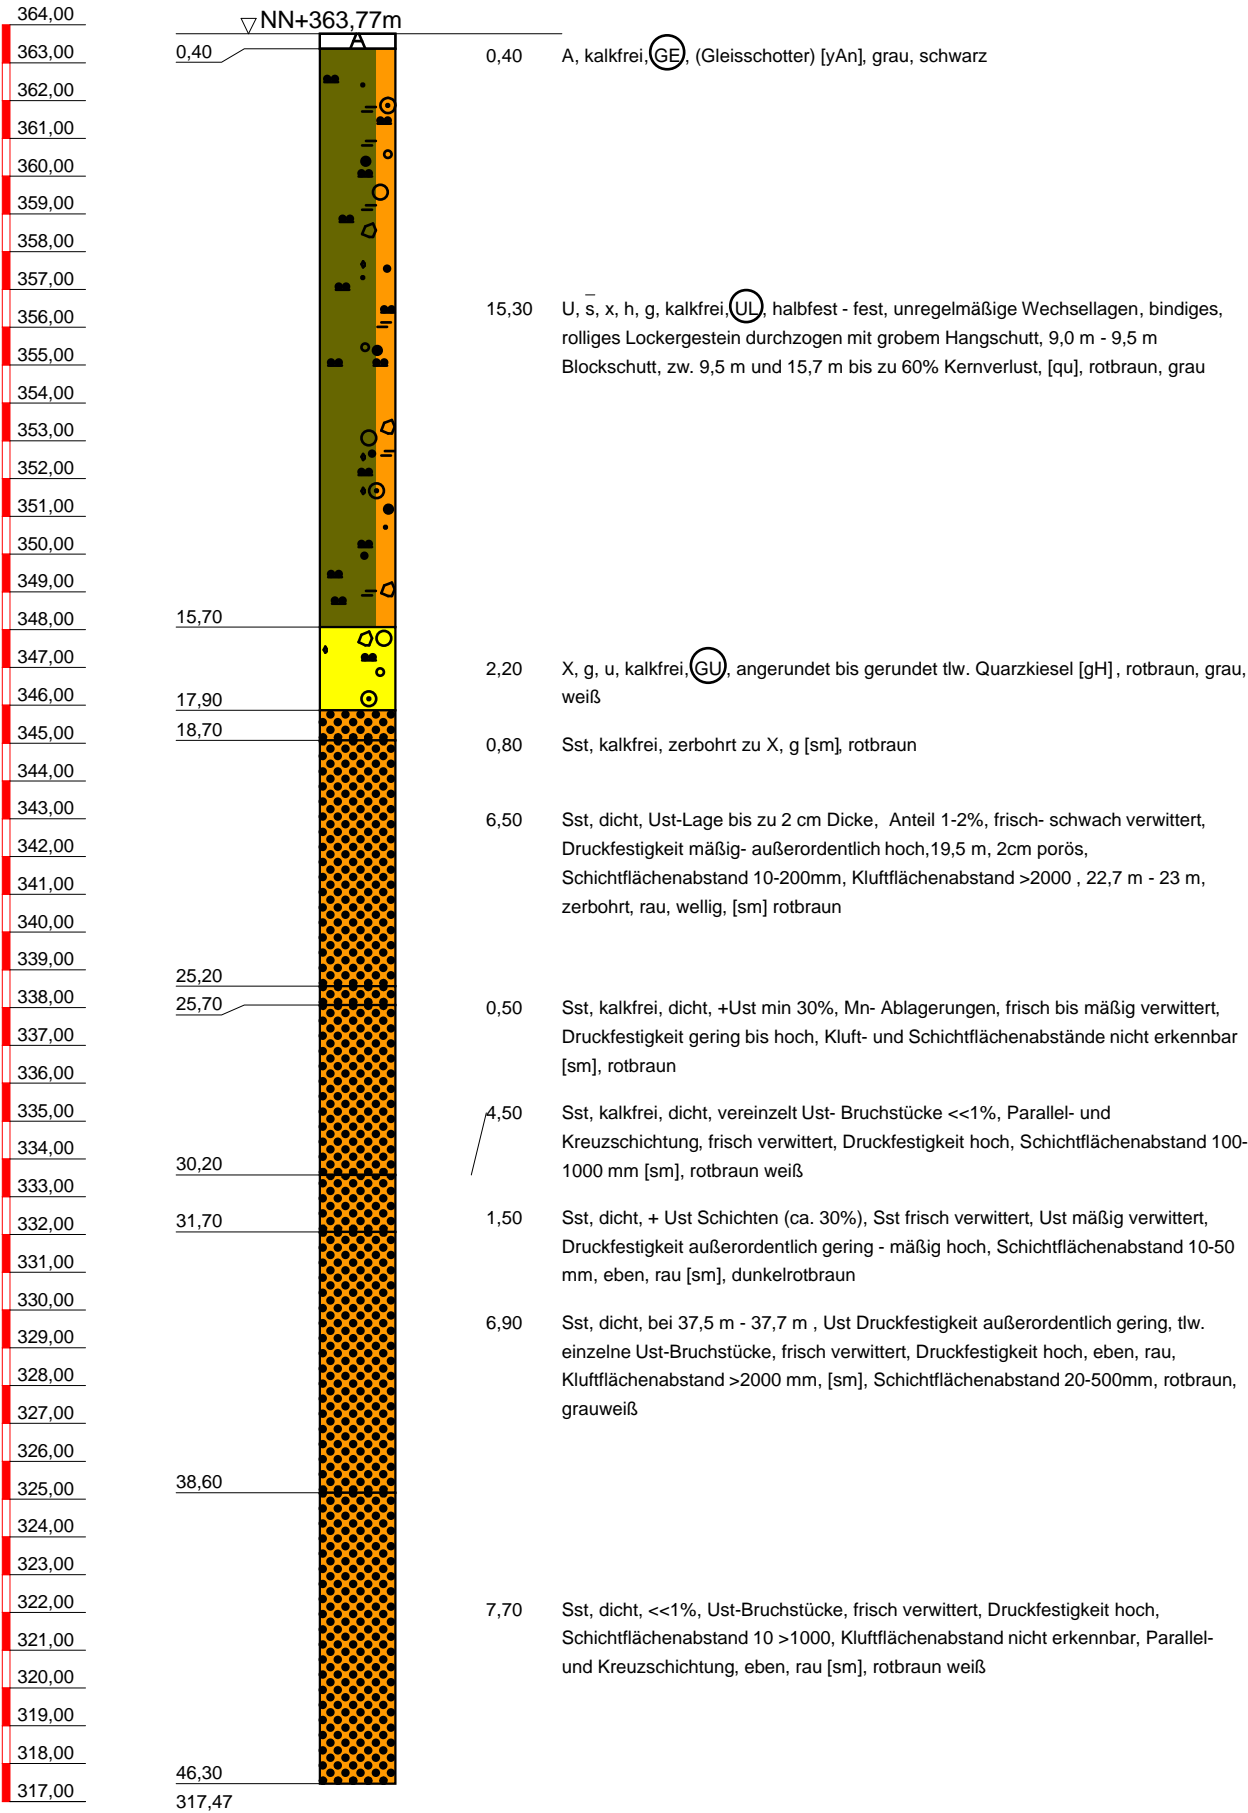 364,00
363,00
362,00
361,00
360,00
359,00
358,00
357,00
356,00
355,00
354,00
353,00
352,00
351,00
350,00
349,00
348,00
347,00
346,00
345,00
344,00
343,00
342,00
341,00
340,00
339,00
338,00
337,00
336,00
335,00
334,00
333,00
332,00
331,00
330,00
329,00
328,00
327,00
326,00
325,00
324,00
323,00
322,00
321,00
320,00
319,00
318,00
317,00
NN+363,77m
A
0,40
15,70
17,90
18,70
25,20
25,70
30,20
31,70
38,60
46,30
317,47
0,40 A, kalkfrei, GE, (Gleisschotter) [yAn], grau, schwarz
15,30 U, s̅, x, h, g, kalkfrei, UL, halbfest - fest, unregelmäßige Wechsellagen, bindiges,
rolliges Lockergestein durchzogen mit grobem Hangschutt, 9,0 m - 9,5 m
Blockschutt, zw. 9,5 m und 15,7 m bis zu 60% Kernverlust, [qu], rotbraun, grau
2,20 X, g, u, kalkfrei, GU, angerundet bis gerundet tlw. Quarzkiesel [gH] , rotbraun, grau,
weiß
0,80 Sst, kalkfrei, zerbohrt zu X, g [sm], rotbraun
6,50 Sst, dicht, Ust-Lage bis zu 2 cm Dicke, Anteil 1-2%, frisch- schwach verwittert,
Druckfestigkeit mäßig- außerordentlich hoch,19,5 m, 2cm porös,
Schichtflächenabstand 10-200mm, Kluftflächenabstand >2000 , 22,7 m - 23 m,
zerbohrt, rau, wellig, [sm] rotbraun
0,50 Sst, kalkfrei, dicht, +Ust min 30%, Mn- Ablagerungen, frisch bis mäßig verwittert,
Druckfestigkeit gering bis hoch, Kluft- und Schichtflächenabstände nicht erkennbar
[sm], rotbraun
4,50 Sst, kalkfrei, dicht, vereinzelt Ust- Bruchstücke <<1%, Parallel- und
Kreuzschichtung, frisch verwittert, Druckfestigkeit hoch, Schichtflächenabstand 100-
1000 mm [sm], rotbraun weiß
1,50 Sst, dicht, + Ust Schichten (ca. 30%), Sst frisch verwittert, Ust mäßig verwittert,
Druckfestigkeit außerordentlich gering - mäßig hoch, Schichtflächenabstand 10-50
mm, eben, rau [sm], dunkelrotbraun
6,90 Sst, dicht, bei 37,5 m - 37,7 m , Ust Druckfestigkeit außerordentlich gering, tlw.
einzelne Ust-Bruchstücke, frisch verwittert, Druckfestigkeit hoch, eben, rau,
Kluftflächenabstand >2000 mm, [sm], Schichtflächenabstand 20-500mm, rotbraun,
grauweiß
7,70 Sst, dicht, <<1%, Ust-Bruchstücke, frisch verwittert, Druckfestigkeit hoch,
Schichtflächenabstand 10 >1000, Kluftflächenabstand nicht erkennbar, Parallel-
und Kreuzschichtung, eben, rau [sm], rotbraun weiß